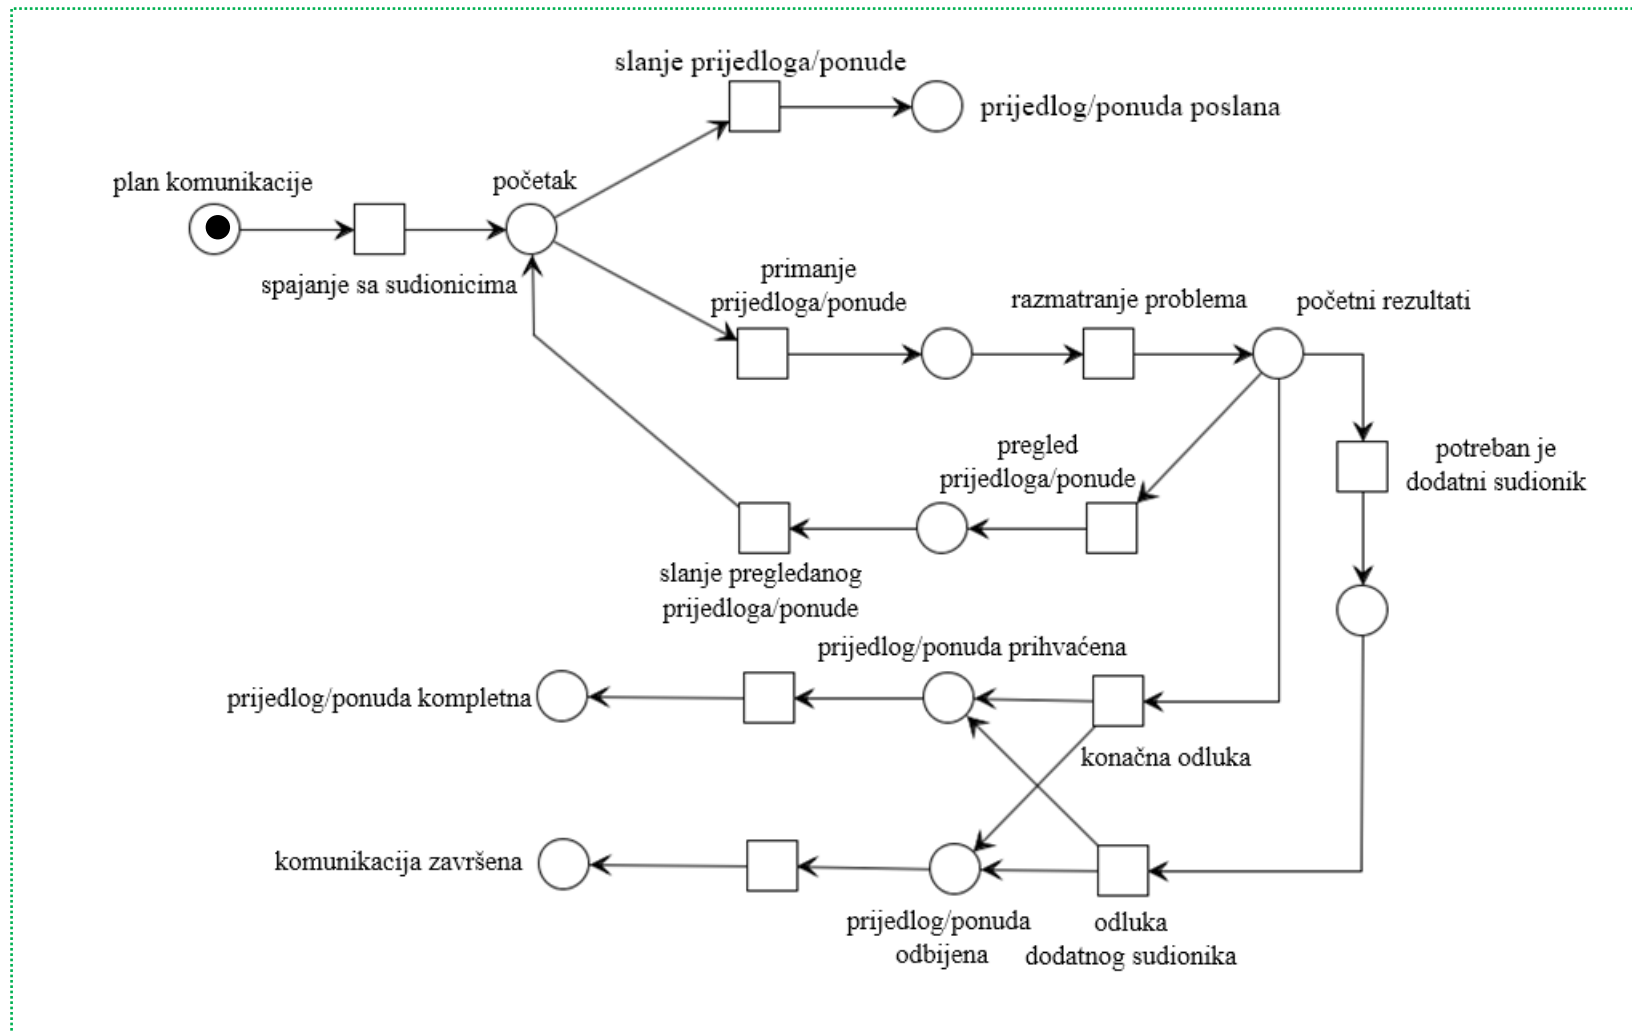 slanje prijedloga/ponude
prijedlog/ponuda poslana
plan komunikacije
početak
spajanje sa sudionicima
primanje
prijedloga/ponude
razmatranje problema
početni rezultati
pregled
prijedloga/ponude
potreban je
dodatni sudionik
slanje pregledanog
prijedloga/ponude
prijedlog/ponuda prihvaćena
prijedlog/ponuda kompletna
konačna odluka
komunikacija završena
prijedlog/ponuda
odbijena
odluka
dodatnog sudionika